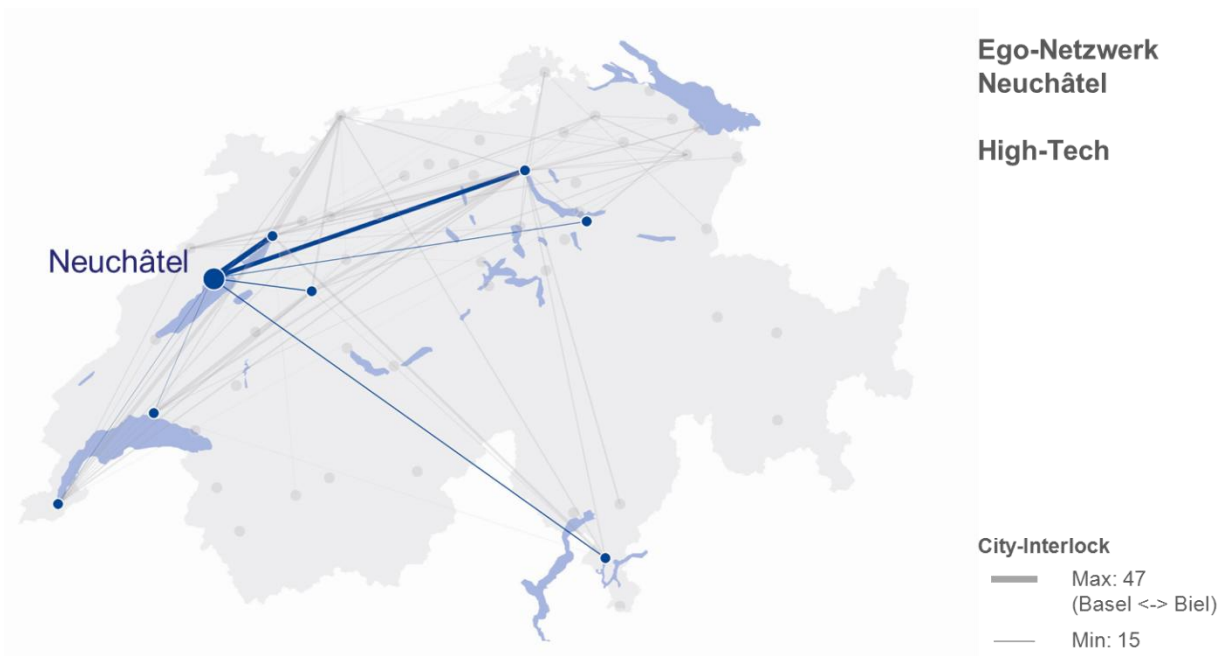 Ego-Netzwerk
Neuchâtel
High-Tech
Neuchâtel
City-Interlock
Max: 47
(Basel <-> Biel)
Min: 15